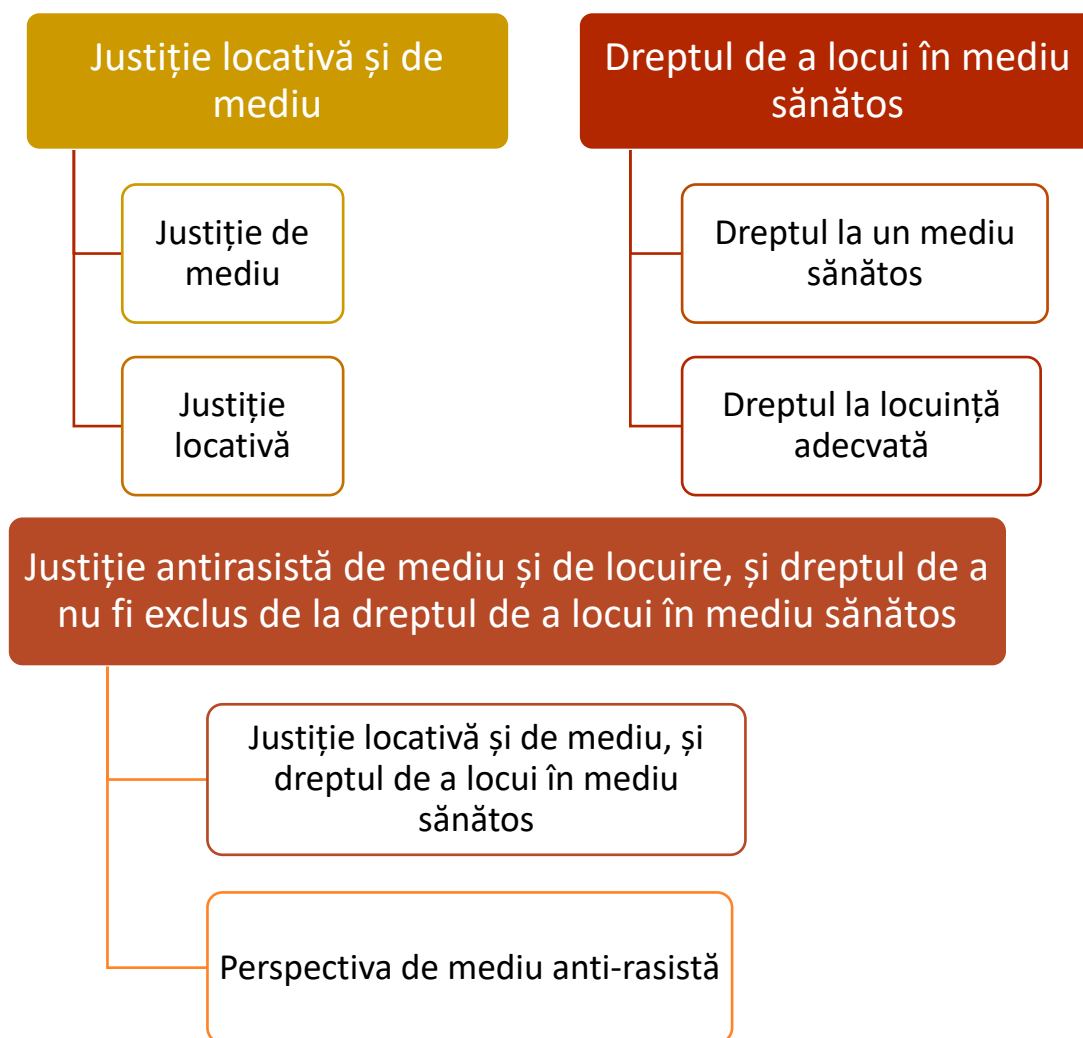 Justiție locativă și de
mediu
Justiție de
mediu
Justiție
locativă
Dreptul de a locui în mediu
sănătos
Dreptul la un mediu
sănătos
Dreptul la locuință
adecvată
Justiție antirasistă de mediu și de locuire, și dreptul de a
nu fi exclus de la dreptul de a locui în mediu sănătos
Justiție locativă și de mediu, și
dreptul de a locui în mediu
sănătos
Perspectiva de mediu anti-rasistă